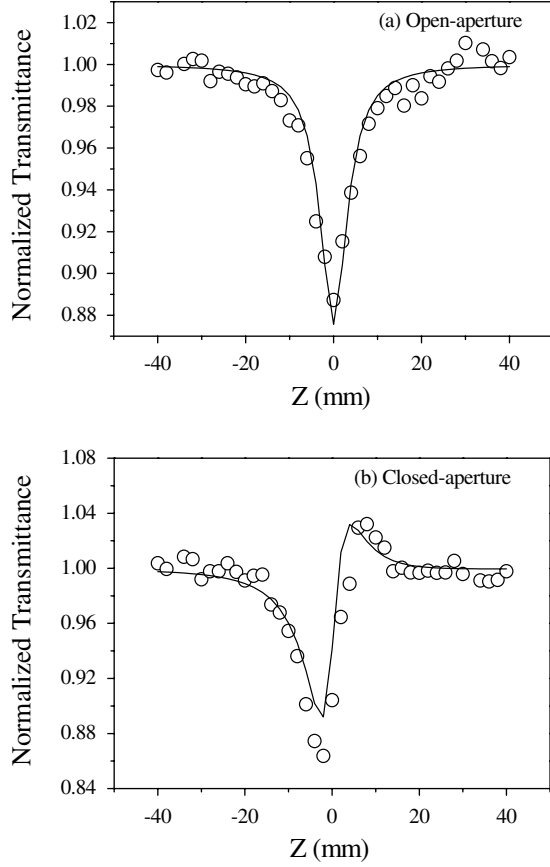 (a) Open-aperture
1.02
1.00
0.98
0.96
0.94
0.92
0.90
0.88
Normalized Transmittance
-40 -20 0 20 40
Z (mm)
(b) Closed-aperture
1.08
1.04
1.00
0.96
0.92
0.88
0.84
Normalized Transmittance
-40 -20 0 20 40
Z (mm)